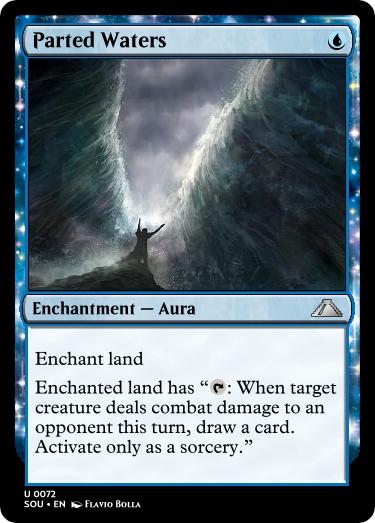 Parted Waters
Enchantment — Aura
Enchant land
Enchanted land has “: When target
creature deals combat damage to an
opponent this turn, draw a card.
Activate only as a sorcery.”
U 0072
SOU • EN Flavio Bolla